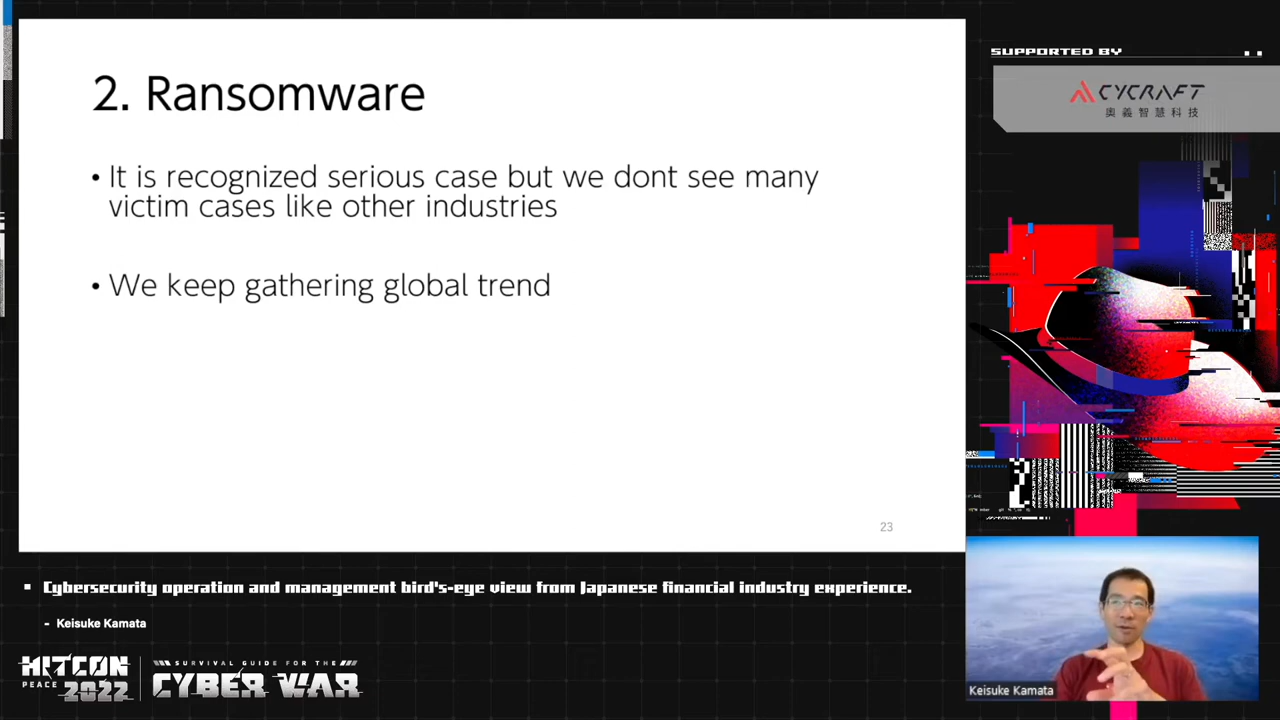 2. Ransomware
• It is recognized serious case but we dont see many
victim cases like other industries
• We keep gathering global trend
23
SUPPORTED BY
CYCRAFT
奧義智慧科技
Cybersecurity operation and management bird's-eye view from Japanese financial industry experience.
- Keisuke Kamata
HITCON
PEACE 2022
SURVIVAL GUIDE FOR THE
CYBER WAR
Keisuke Kamata